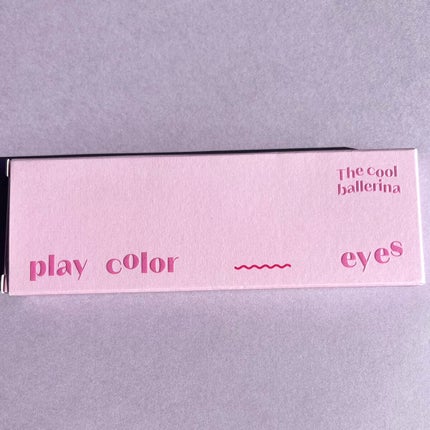 The cool
ballerina
play color eyes